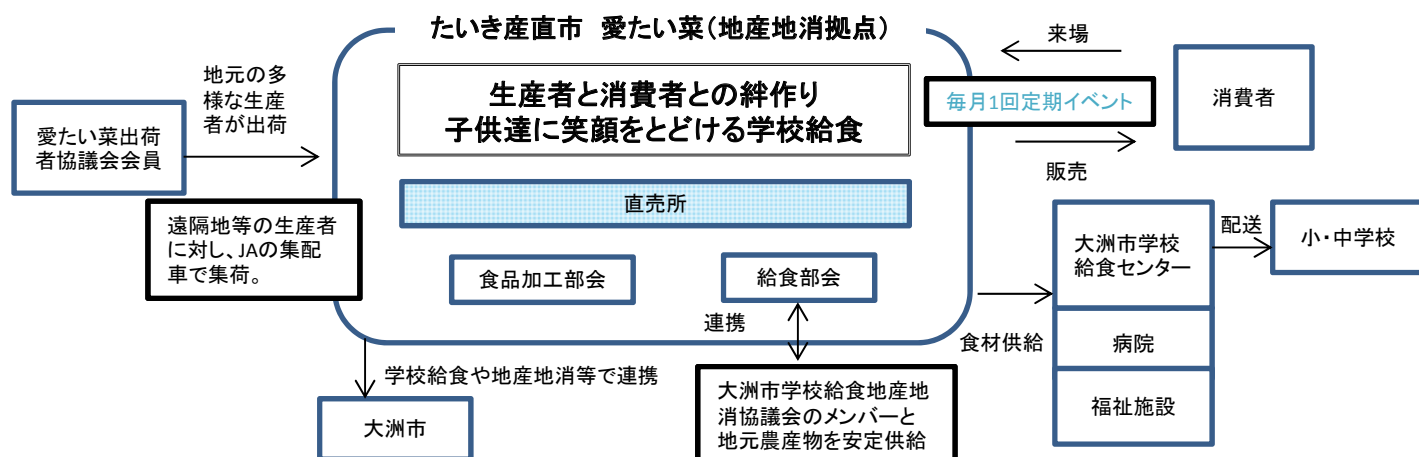 たいき産直市 愛たい菜（地産地消拠点）
生産者と消費者との絆作り
子供達に笑顔をとどける学校給食
直売所
食品加工部会
給食部会
地元の多
様な生産
者が出荷
愛たい菜出荷
者協議会会員
遠隔地等の生産者
に対し、JAの集配
車で集荷。
来場
毎月1回定期イベント
販売
消費者
大洲市学校
給食センター
病院
福祉施設
配送
小・中学校
食材供給
連携
大洲市学校給食地産地
消協議会のメンバーと
地元農産物を安定供給
学校給食や地産地消等で連携
大洲市